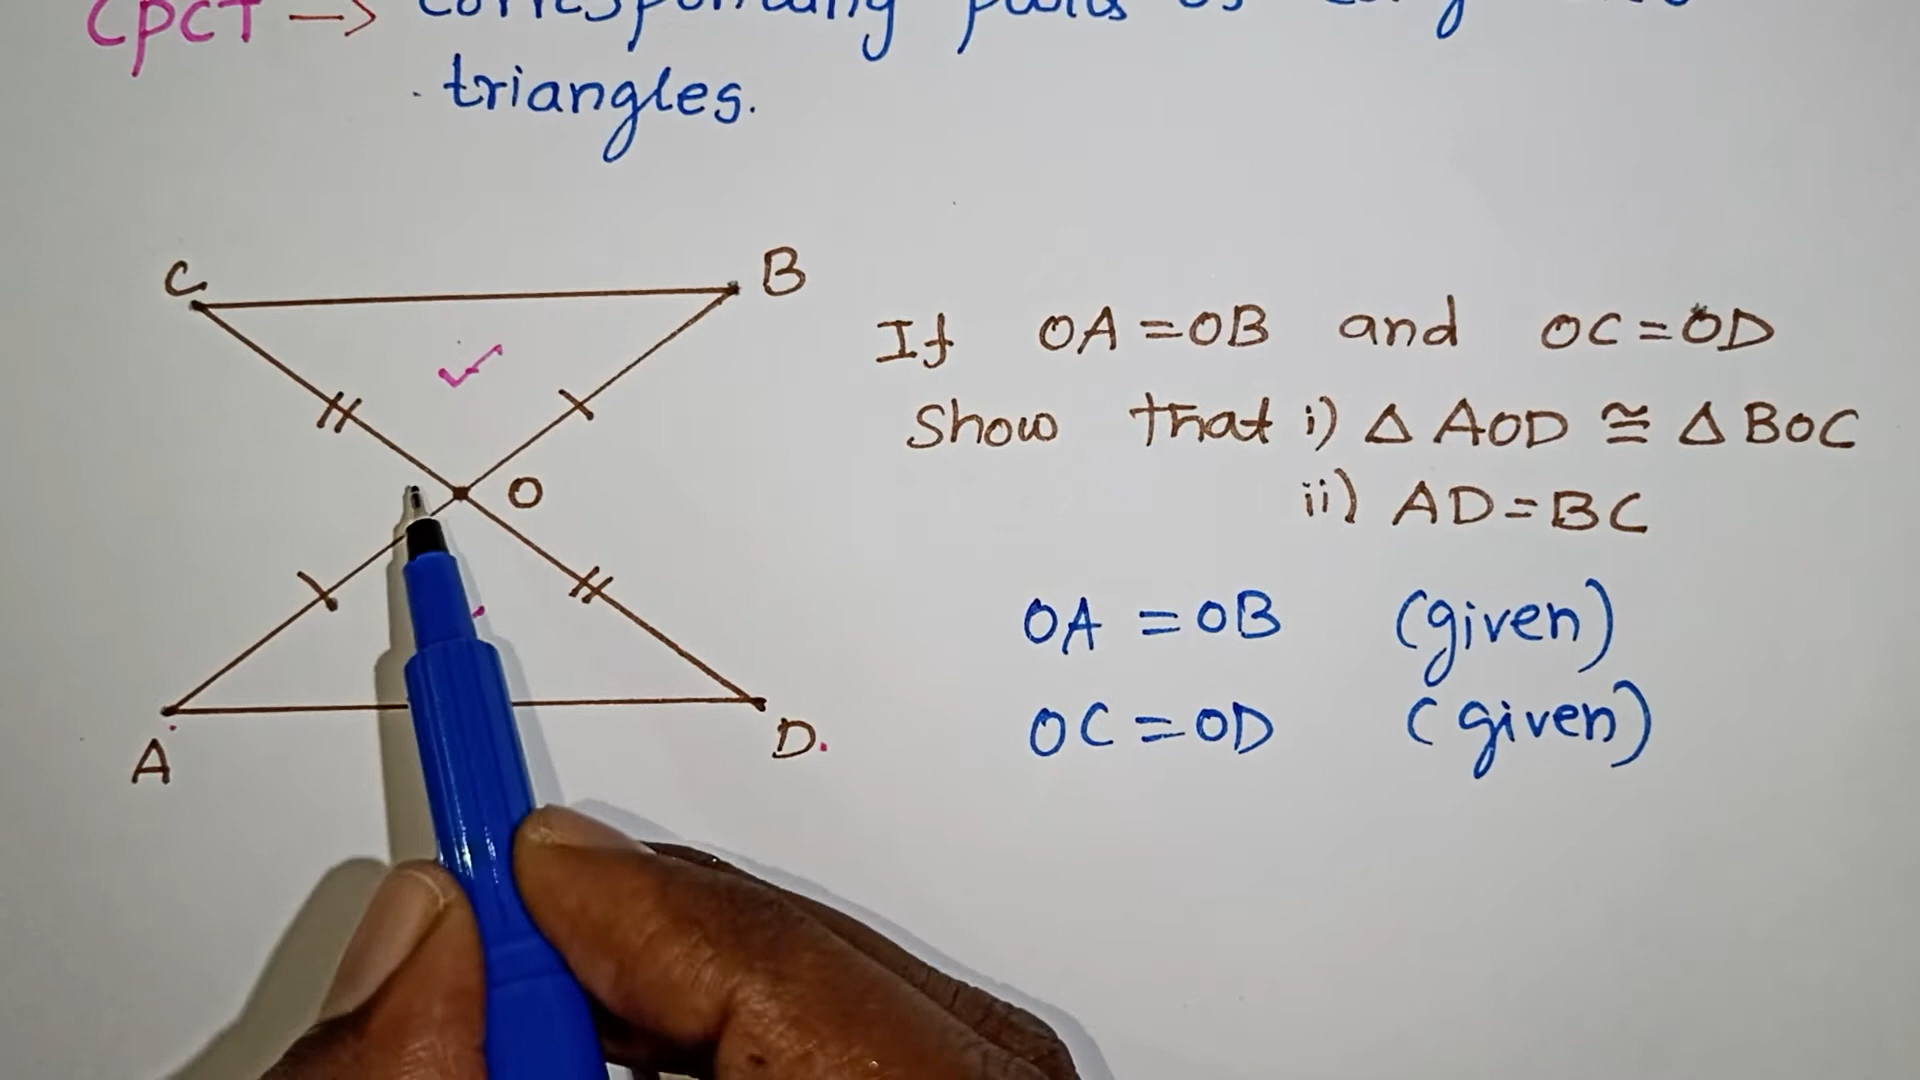 CPCT →
triangles.
C
B
If OA = OB and OC = OD
Show that i) △ AOD ≅ △ BOC
O
ii) AD = BC
OA = OB (given)
OC = OD (given)
A
D.